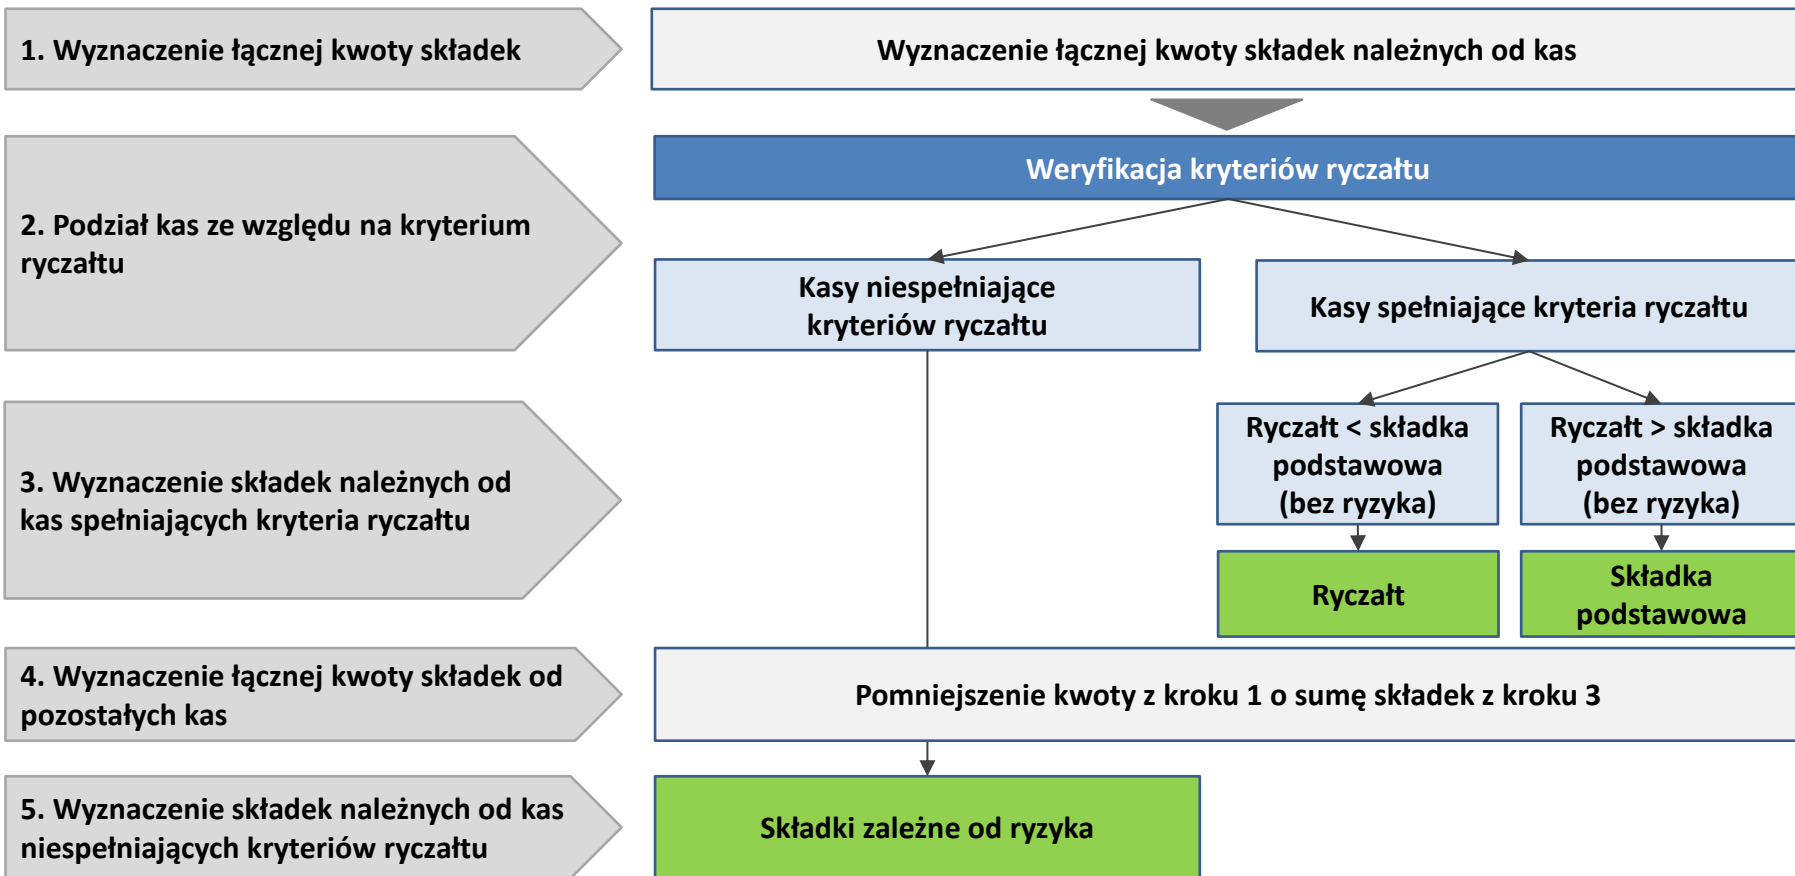 1. Wyznaczenie łącznej kwoty składek
Wyznaczenie łącznej kwoty składek należnych od kas
2. Podział kas ze względu na kryterium
ryczałtu
Weryfikacja kryteriów ryczałtu
Kasy niespełniające
kryteriów ryczałtu
Kasy spełniające kryteria ryczałtu
3. Wyznaczenie składek należnych od
kas spełniających kryteria ryczałtu
Ryczałt < składka
podstawowa
(bez ryzyka)
Ryczałt > składka
podstawowa
(bez ryzyka)
Ryczałt
Składka
podstawowa
4. Wyznaczenie łącznej kwoty składek od
pozostałych kas
Pomniejszenie kwoty z kroku 1 o sumę składek z kroku 3
5. Wyznaczenie składek należnych od kas
niespełniających kryteriów ryczałtu
Składki zależne od ryzyka